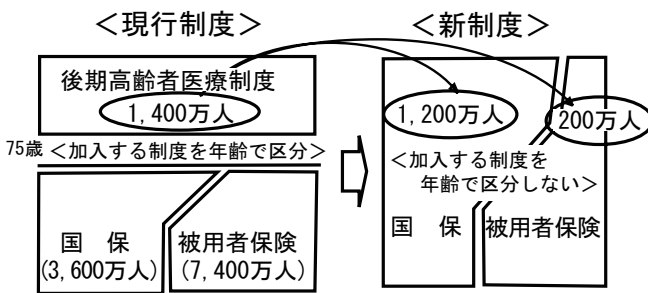 ＜現行制度＞
後期高齢者医療制度
1,400万人
75歳 ＜加入する制度を年齢で区分＞
国　保
(3,600万人)
被用者保険
(7,400万人)
＜新制度＞
1,200万人
200万人
＜加入する制度を
年齢で区分しない＞
国　保
被用者保険